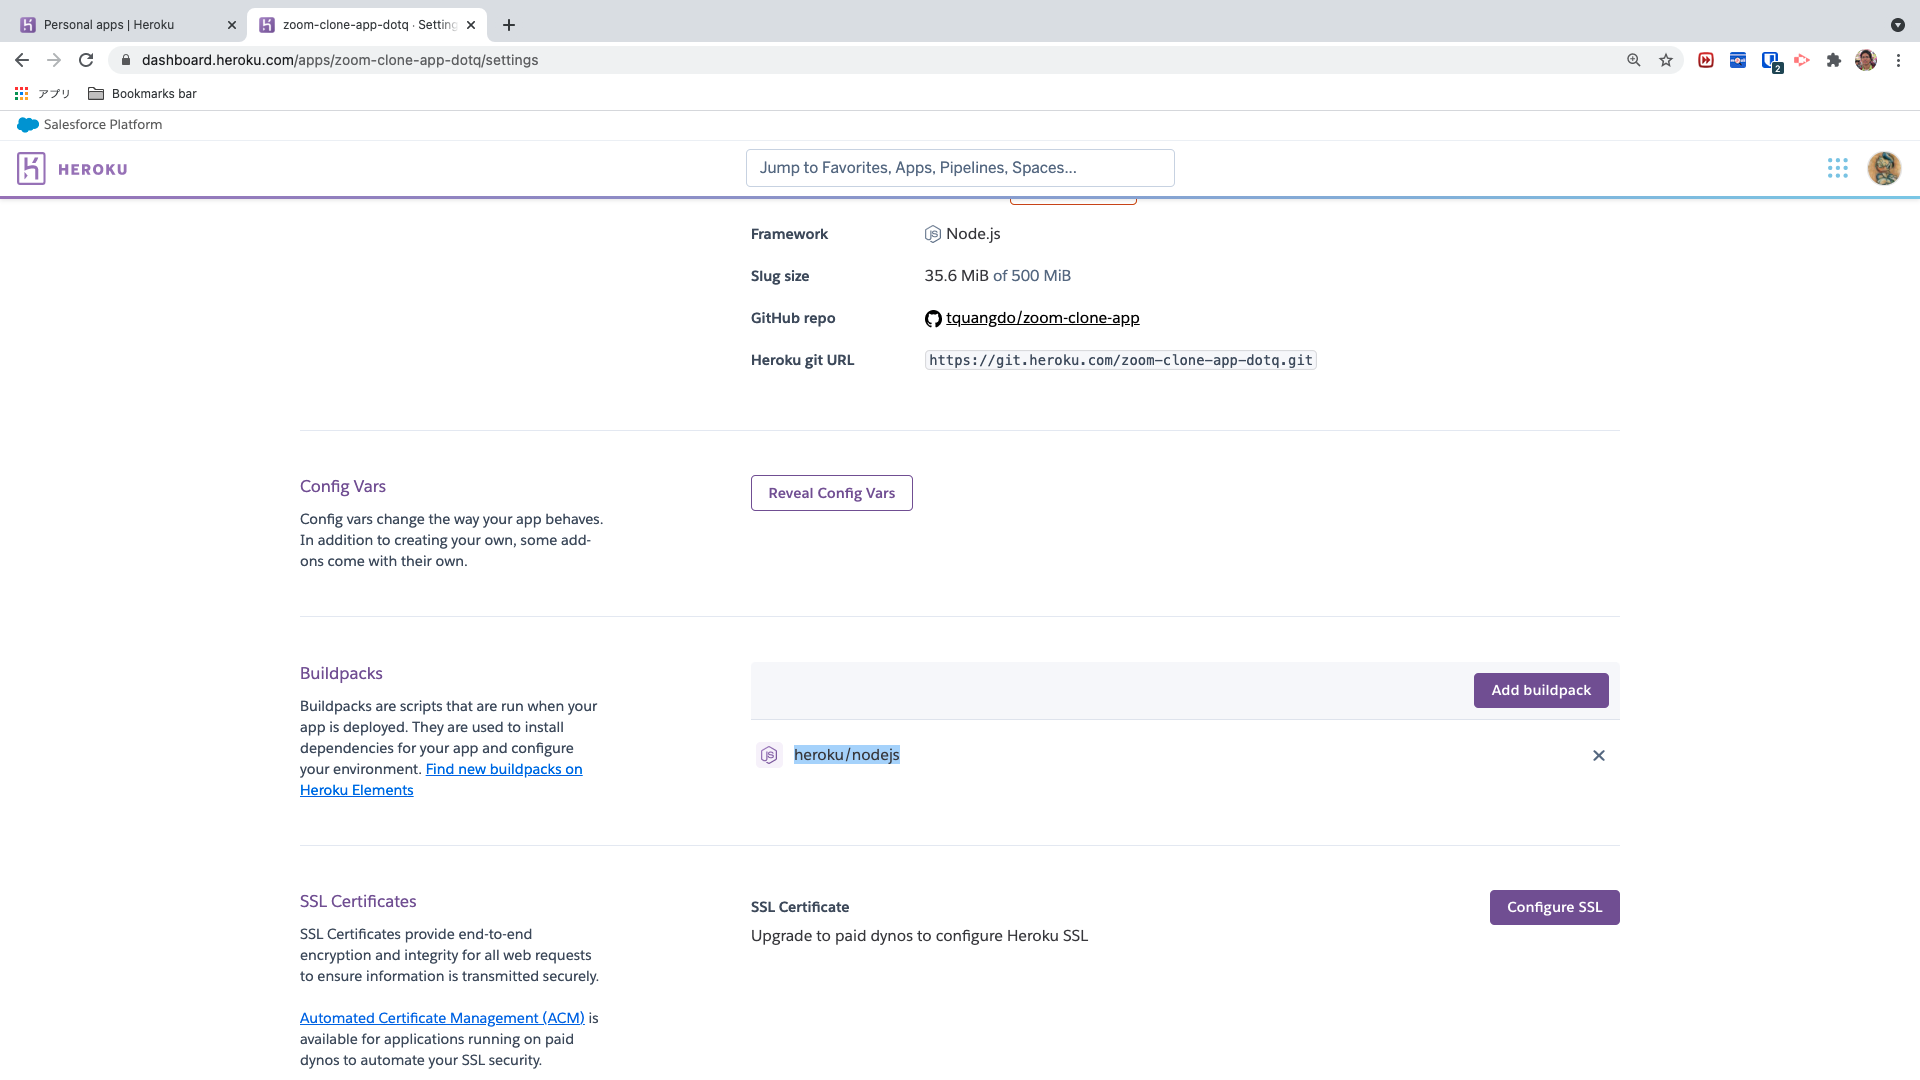 Personal apps | Heroku
zoom-clone-app-dotq · Setting
dashboard.heroku.com/apps/zoom-clone-app-dotq/settings
2
アプリ
Bookmarks bar
Salesforce Platform
HEROKU
Jump to Favorites, Apps, Pipelines, Spaces...
Framework
Node.js
Slug size
35.6 MiB of 500 MiB
GitHub repo
tquangdo/zoom-clone-app
Heroku git URL
https://git.heroku.com/zoom-clone-app-dotq.git
Config Vars
Config vars change the way your app behaves.
In addition to creating your own, some add-
ons come with their own.
Reveal Config Vars
Buildpacks
Buildpacks are scripts that are run when your
app is deployed. They are used to install
dependencies for your app and configure
your environment. Find new buildpacks on
Heroku Elements
Add buildpack
heroku/nodejs
SSL Certificates
SSL Certificates provide end-to-end
encryption and integrity for all web requests
to ensure information is transmitted securely.
Automated Certificate Management (ACM) is
available for applications running on paid
dynos to automate your SSL security.
SSL Certificate
Upgrade to paid dynos to configure Heroku SSL
Configure SSL